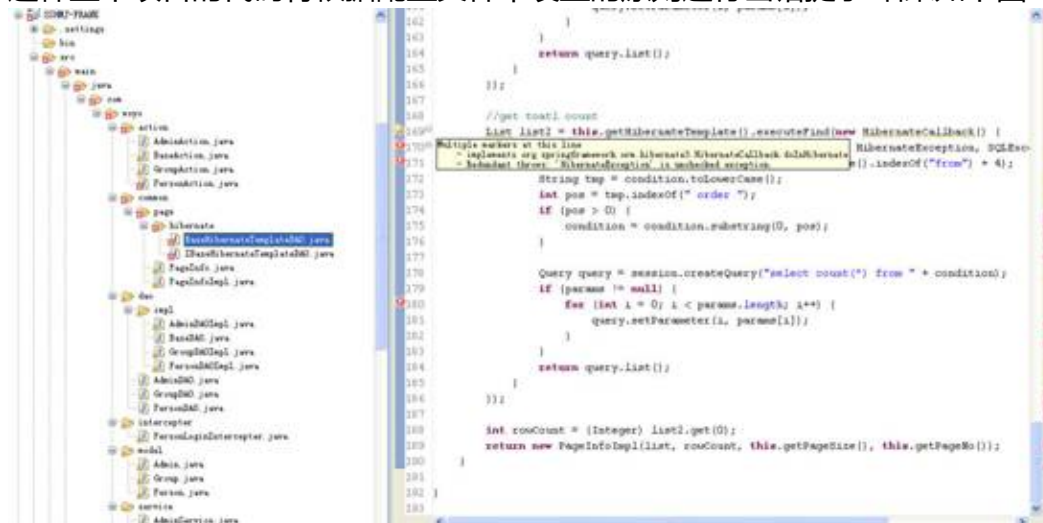 SSHN2-FRAME
.settings
bin
src
main
java
com
ways
action
AdminAction.java
BaseAction.java
GroupAction.java
PersonAction.java
common
page
hibernate
BaseHibernateTemplateDAO.java
IBaseHibernateTemplateDAO.java
PageInfo.java
PageInfoImpl.java
dao
impl
AdminDAOImpl.java
BaseDAO.java
GroupDAOImpl.java
PersonDAOImpl.java
AdminDAO.java
GroupDAO.java
PersonDAO.java
intercepter
PersonLoginIntercepter.java
model
Admin.java
Group.java
Person.java
service
AdminService.java
162 }
163 }
164 return query.list();
165 }
166 });
167
168 //get toatl count
169 List list2 = this.getHibernateTemplate().executeFind(new HibernateCallback() {
170 HibernateException, SQLExc
Multiple markers at this line
- implements org.springframework.orm.hibernate3.HibernateCallback.doInHibernate
- Redundant throws: 'HibernateException' is unchecked exception.
171 ().indexOf("from") + 4);
172 String tmp = condition.toLowerCase();
173 int pos = tmp.indexOf(" order ");
174 if (pos > 0) {
175 condition = condition.substring(0, pos);
176 }
177
178 Query query = session.createQuery("select count(*) from " + condition);
179 if (params != null) {
180 for (int i = 0; i < params.length; i++) {
181 query.setParameter(i, params[i]);
182 }
183 }
184 return query.list();
185 }
186 });
187
188 int rowCount = (Integer) list2.get(0);
189 return new PageInfoImpl(list, rowCount, this.getPageSize(), this.getPageNo());
190 }
191
192 }
193